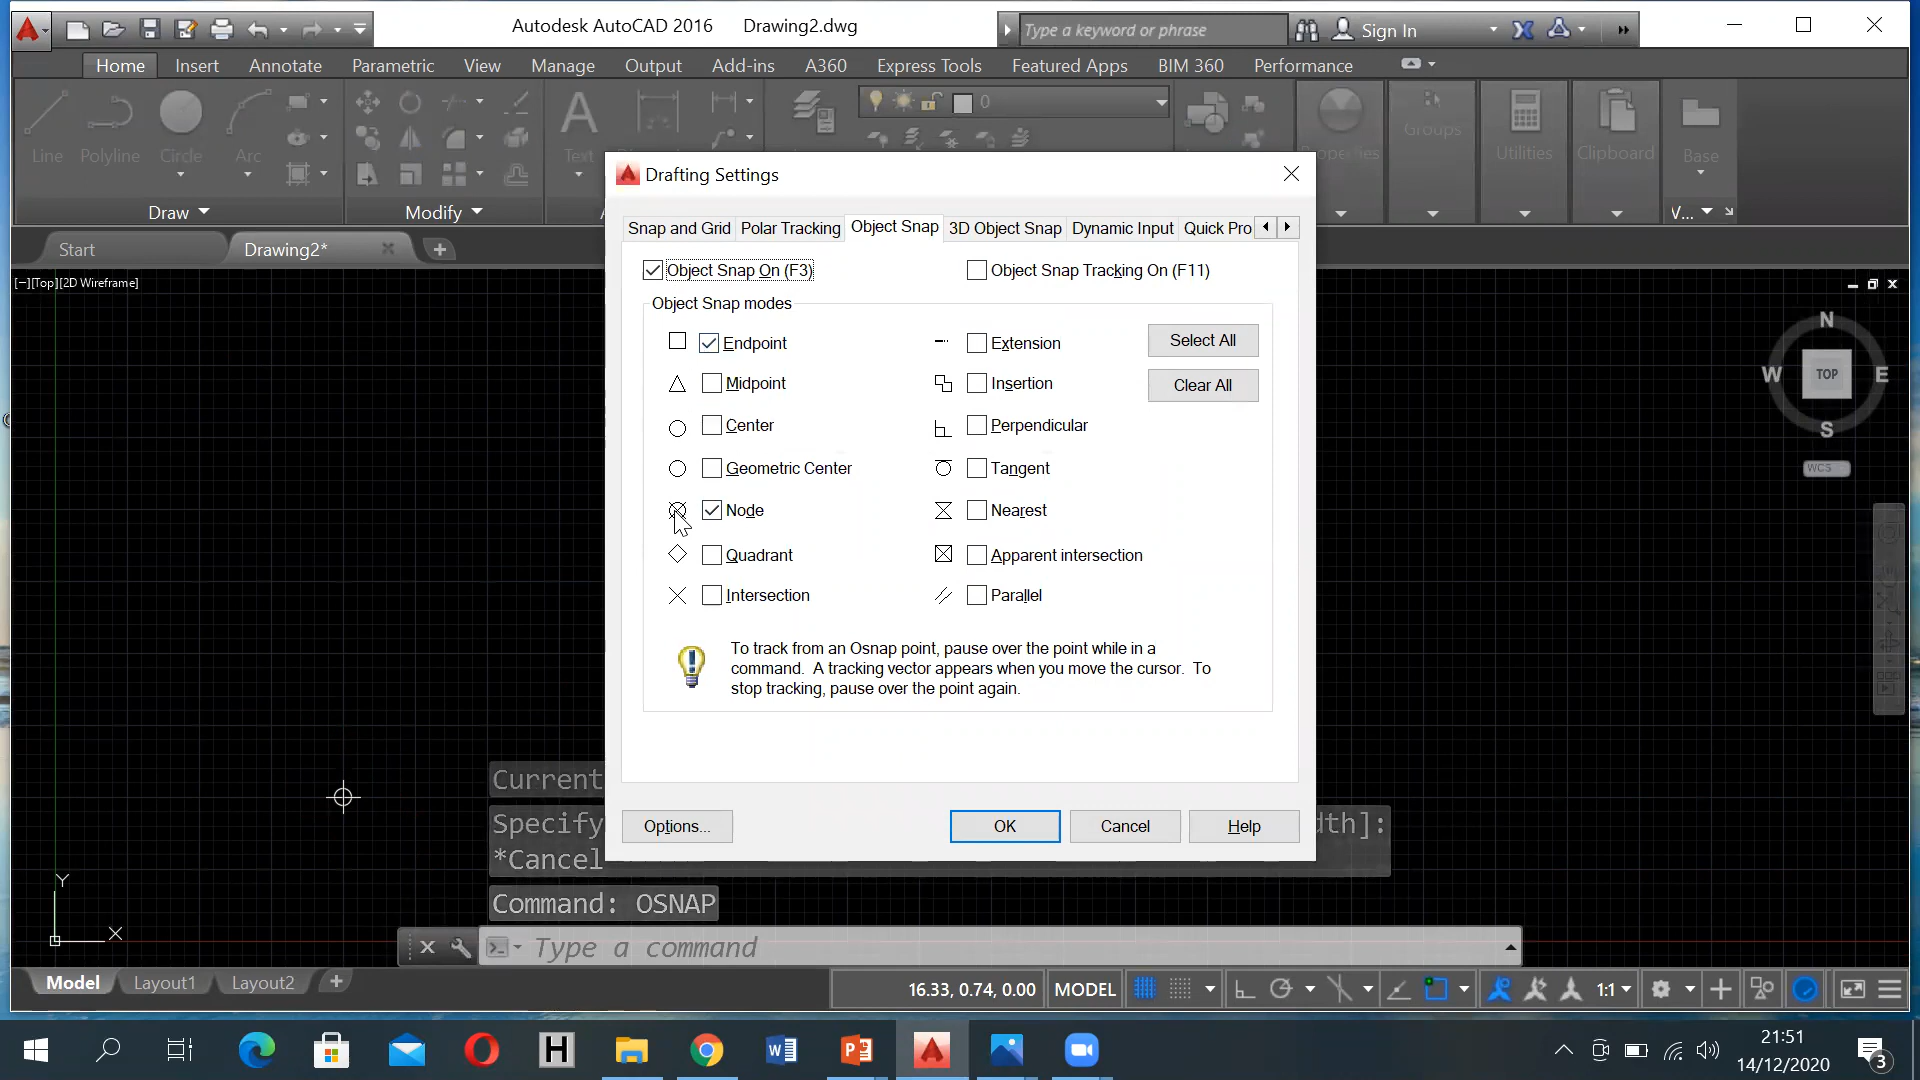 Autodesk AutoCAD 2016 Drawing2.dwg
Type a keyword or phrase
Sign In
Home Insert Annotate Parametric View Manage Output Add-ins A360 Express Tools Featured Apps BIM 360 Performance
0
Line Polyline Circle Arc Text Groups Utilities Clipboard Base
Draw Modify V...
Start Drawing2*
[−][Top][2D Wireframe]
Drafting Settings
Snap and Grid Polar Tracking Object Snap 3D Object Snap Dynamic Input Quick Pro
Object Snap On (F3) Object Snap Tracking On (F11)
Object Snap modes
Endpoint Extension Select All
Midpoint Insertion Clear All
Center Perpendicular
Geometric Center Tangent
Node Nearest
Quadrant Apparent intersection
Intersection Parallel
To track from an Osnap point, pause over the point while in a
command. A tracking vector appears when you move the cursor. To
stop tracking, pause over the point again.
Options... OK Cancel Help
N
W TOP E
S
WCS
Current
Specify dth]:
*Cancel
Command: OSNAP
Type a command
Y
X
Model Layout1 Layout2
16.33, 0.74, 0.00 MODEL 1:1
21:51
14/12/2020
3